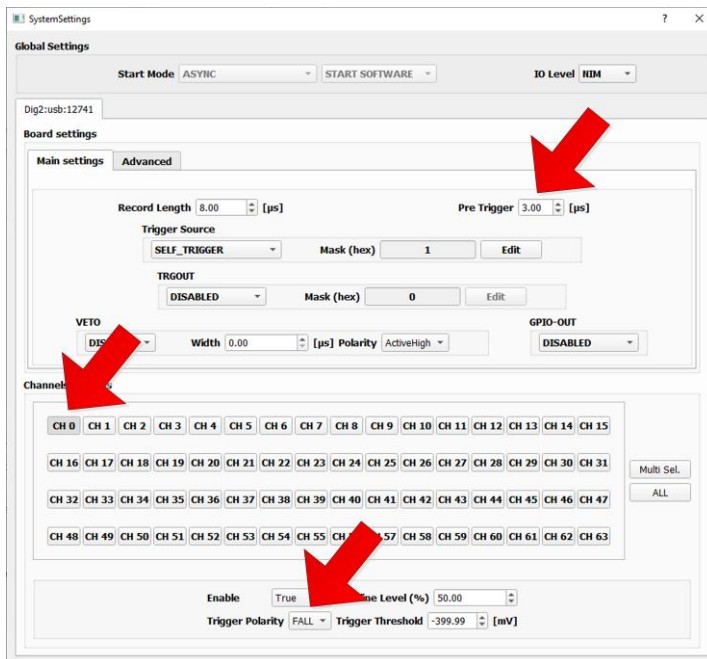 SystemSettings ? ×
Global Settings
Start Mode ASYNC START SOFTWARE IO Level NIM
Dig2:usb:12741
Board settings
Main settings Advanced
Record Length 8.00 [µs] Pre Trigger 3.00 [µs]
Trigger Source
SELF_TRIGGER Mask (hex) 1 Edit
TRGOUT
DISABLED Mask (hex) 0 Edit
VETO GPIO-OUT
Width 0.00 [µs] Polarity ActiveHigh DISABLED
CH 0 CH 1 CH 2 CH 3 CH 4 CH 5 CH 6 CH 7 CH 8 CH 9 CH 10 CH 11 CH 12 CH 13 CH 14 CH 15
CH 16 CH 17 CH 18 CH 19 CH 20 CH 21 CH 22 CH 23 CH 24 CH 25 CH 26 CH 27 CH 28 CH 29 CH 30 CH 31
Multi Sel.
CH 32 CH 33 CH 34 CH 35 CH 36 CH 37 CH 38 CH 39 CH 40 CH 41 CH 42 CH 43 CH 44 CH 45 CH 46 CH 47
ALL
CH 48 CH 49 CH 50 CH 51 CH 52 CH 53 CH 54 CH 55 57 CH 58 CH 59 CH 60 CH 61 CH 62 CH 63
Enable True Level (%) 50.00
Trigger Polarity FALL Trigger Threshold -399.99 [mV]